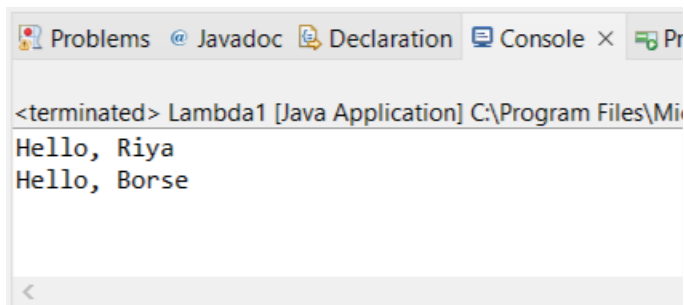 Problems @ Javadoc Declaration Console × Pr
<terminated> Lambda1 [Java Application] C:\Program Files\Mi
Hello, Riya
Hello, Borse